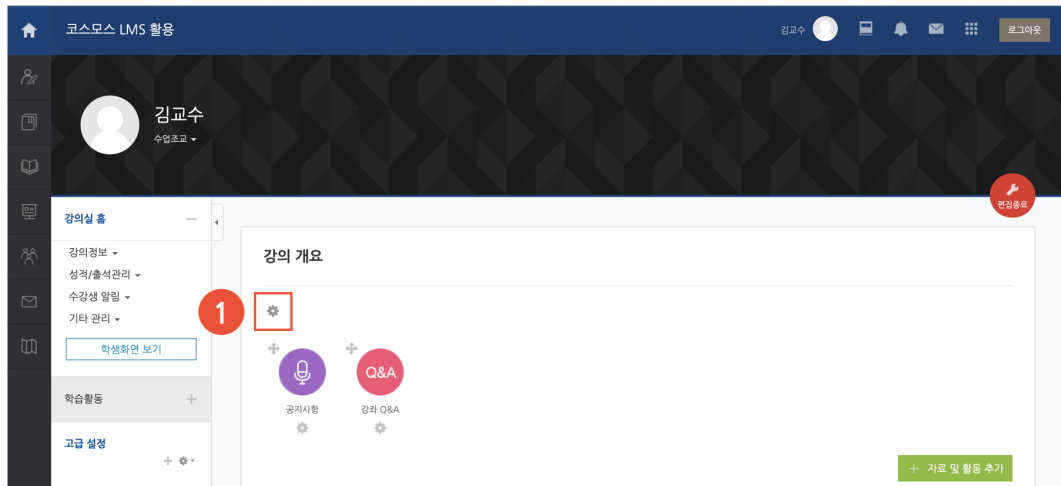 코스모스 LMS 활용
김교수
로그아웃
김교수
수업조교
편집종료
강의실 홈
강의정보
성적/출석관리
수강생 알림
기타 관리
학생화면 보기
학습활동
고급 설정
강의 개요
1
Q&A
공지사항
강좌 Q&A
+ 자료 및 활동 추가